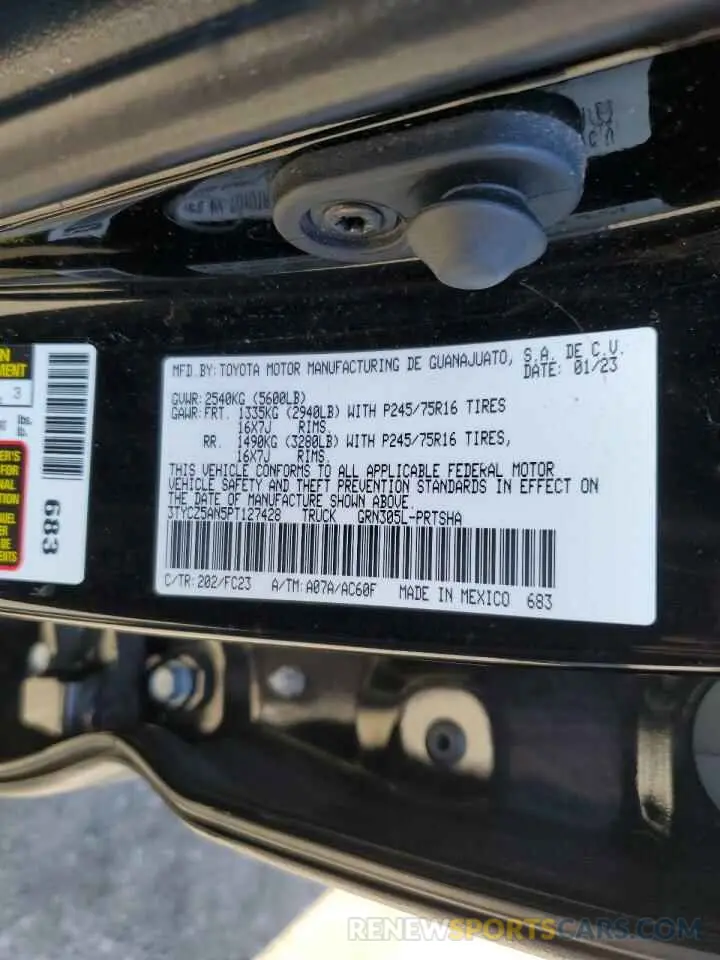 MFD. BY: TOYOTA MOTOR MANUFACTURING DE GUANAJUATO, S.A. DE C.V.
DATE: 01/23
GVWR: 2540KG (5600LB)
GAWR: FRT. 1335KG (2940LB) WITH P245/75R16 TIRES
16X7J RIMS.
RR. 1490KG (3280LB) WITH P245/75R16 TIRES,
16X7J RIMS.
THIS VEHICLE CONFORMS TO ALL APPLICABLE FEDERAL MOTOR
VEHICLE SAFETY AND THEFT PREVENTION STANDARDS IN EFFECT ON
THE DATE OF MANUFACTURE SHOWN ABOVE.
3TYCZ5AN5PT127428 TRUCK GRN305L-PRTSHA
C/TR: 202/FC23 A/TM: A07A/AC60F MADE IN MEXICO 683
3
lbs.
lb.
683
RENEWSPORTSCARS.COM